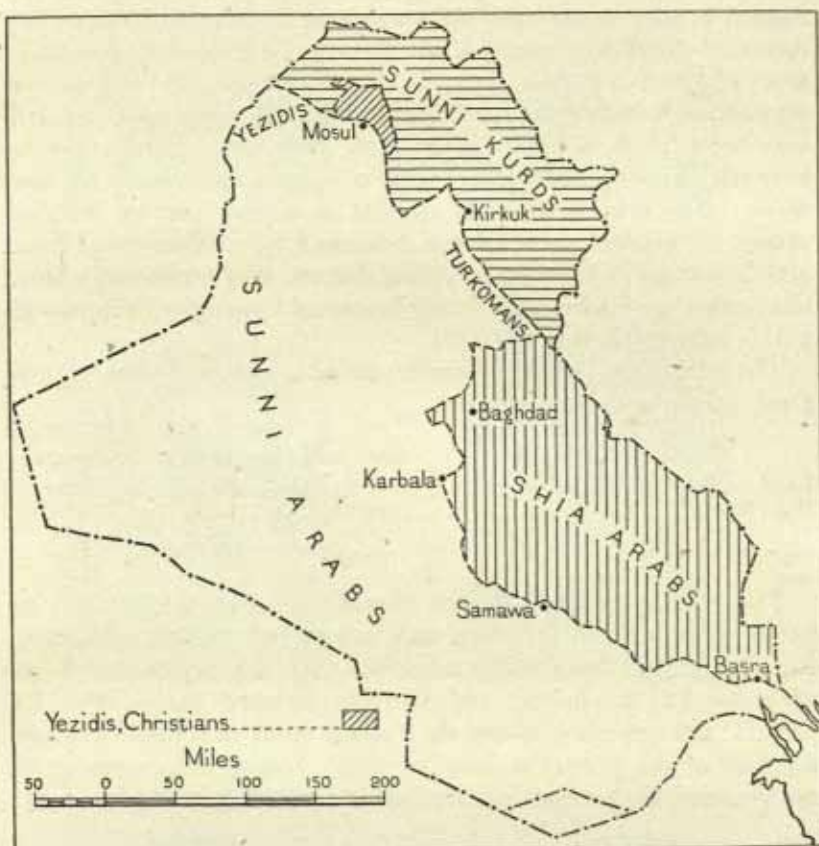 SUNNI KURDS
YEZIDIS
Mosul
Kirkuk
TURKOMANS
SUNNI ARABS
Baghdad
Karbala
SHIA ARABS
Samawa
Basra
Yezidis, Christians
Miles
50 0 50 100 150 200